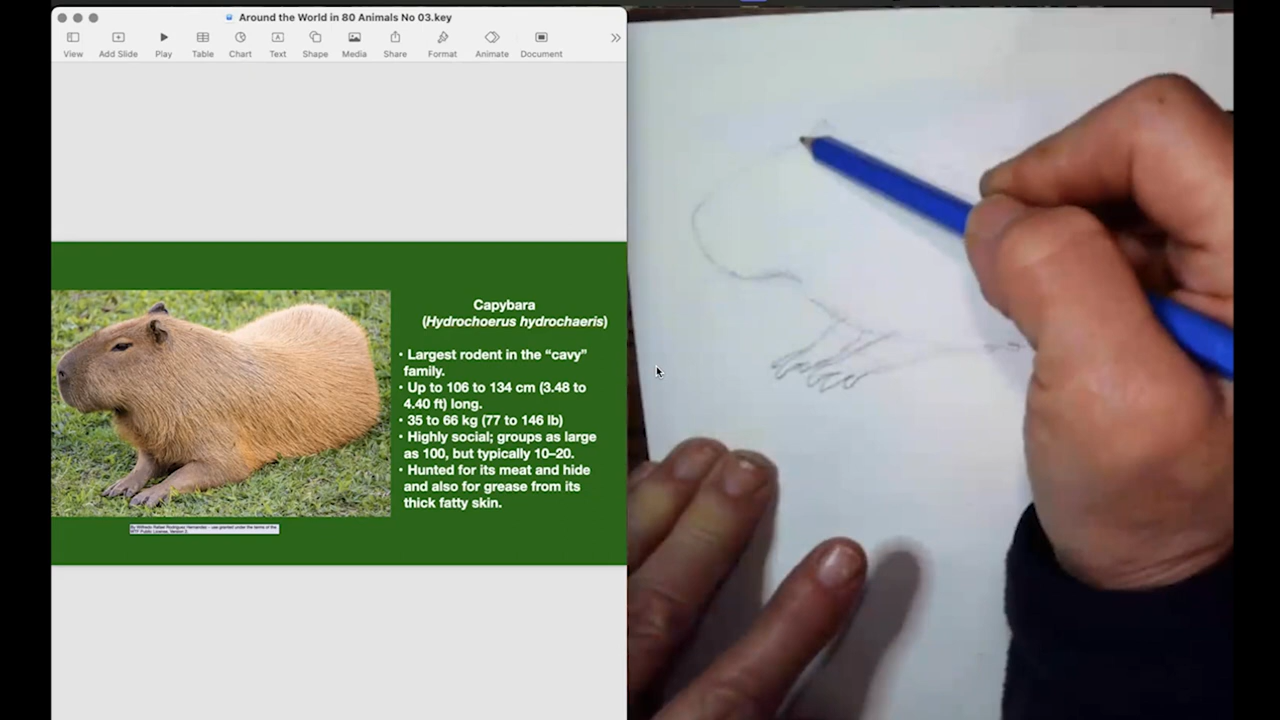 Around the World in 80 Animals No 03.key
View Add Slide Play Table Chart Text Shape Media Share Format Animate Document
Capybara
(Hydrochoerus hydrochaeris)
• Largest rodent in the “cavy”
family.
• Up to 106 to 134 cm (3.48 to
4.40 ft) long.
• 35 to 66 kg (77 to 146 lb)
• Highly social; groups as large
as 100, but typically 10–20.
• Hunted for its meat and hide
and also for grease from its
thick fatty skin.